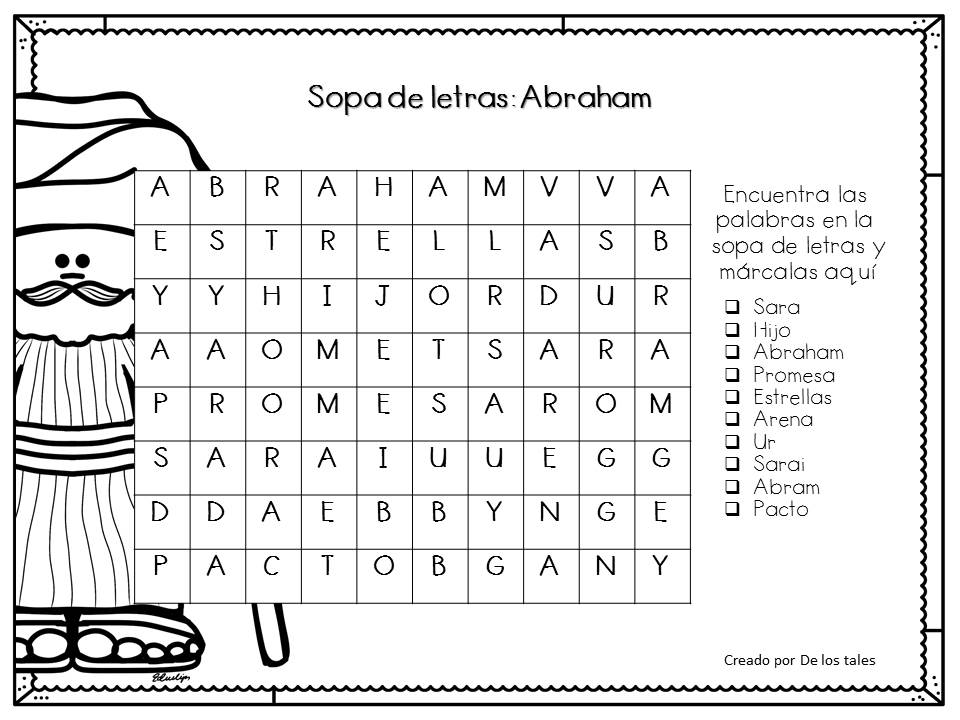 Sopa de letras: Abraham
A B R A H A M V V A
E S T R E L L A S B
Y Y H I J O R D U R
A A O M E T S A R A
P R O M E S A R O M
S A R A I U U E G G
D D A E B B Y N G E
P A C T O B G A N Y
Encuentra las
palabras en la
sopa de letras y
márcalas aquí
Sara
Hijo
Abraham
Promesa
Estrellas
Arena
Ur
Sarai
Abram
Pacto
Creado por De los tales